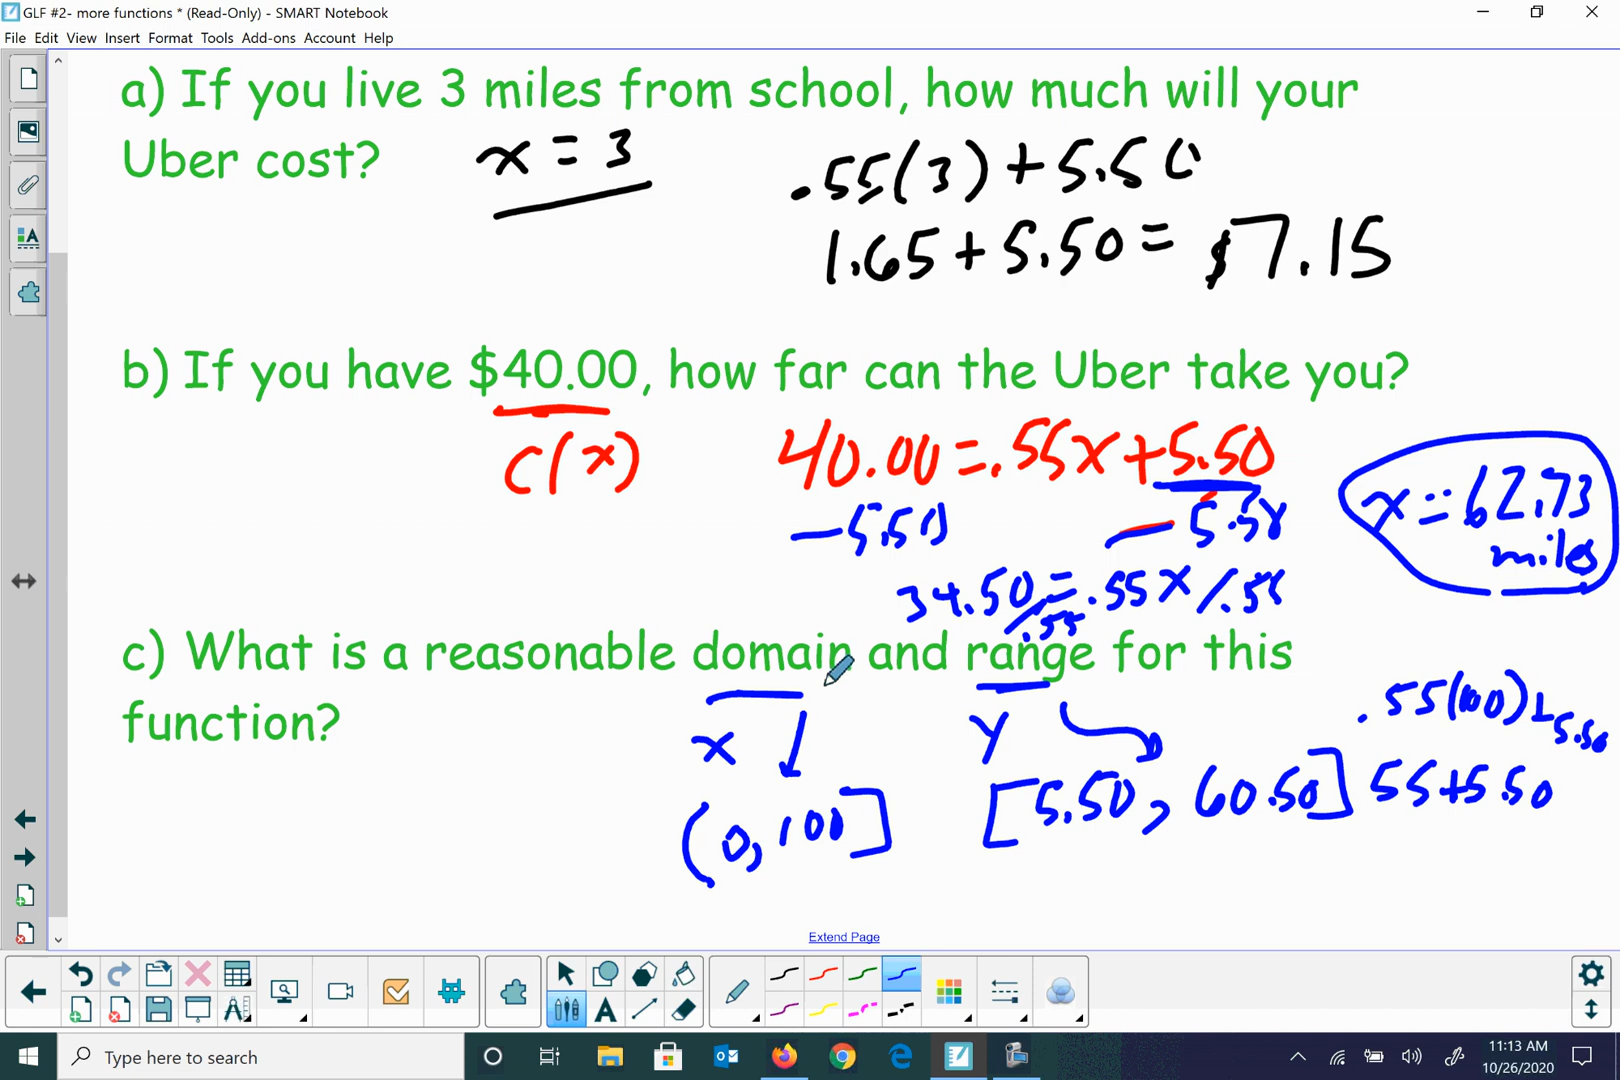 GLF #2- more functions * (Read-Only) - SMART Notebook
File Edit View Insert Format Tools Add-ons Account Help
a) If you live 3 miles from school, how much will your
Uber cost?
x = 3
.55(3) + 5.50
1.65 + 5.50 = $7.15
b) If you have $40.00, how far can the Uber take you?
C(x)
40.00 = .55x + 5.50
- 5.50 - 5.50
34.50 = .55x / .55
/ .55
x = 62.73
miles
c) What is a reasonable domain and range for this
function?
x
y
(0, 100]
[5.50, 60.50]
.55(100) + 5.50
55 + 5.50
Extend Page
A
Type here to search
11:13 AM
10/26/2020